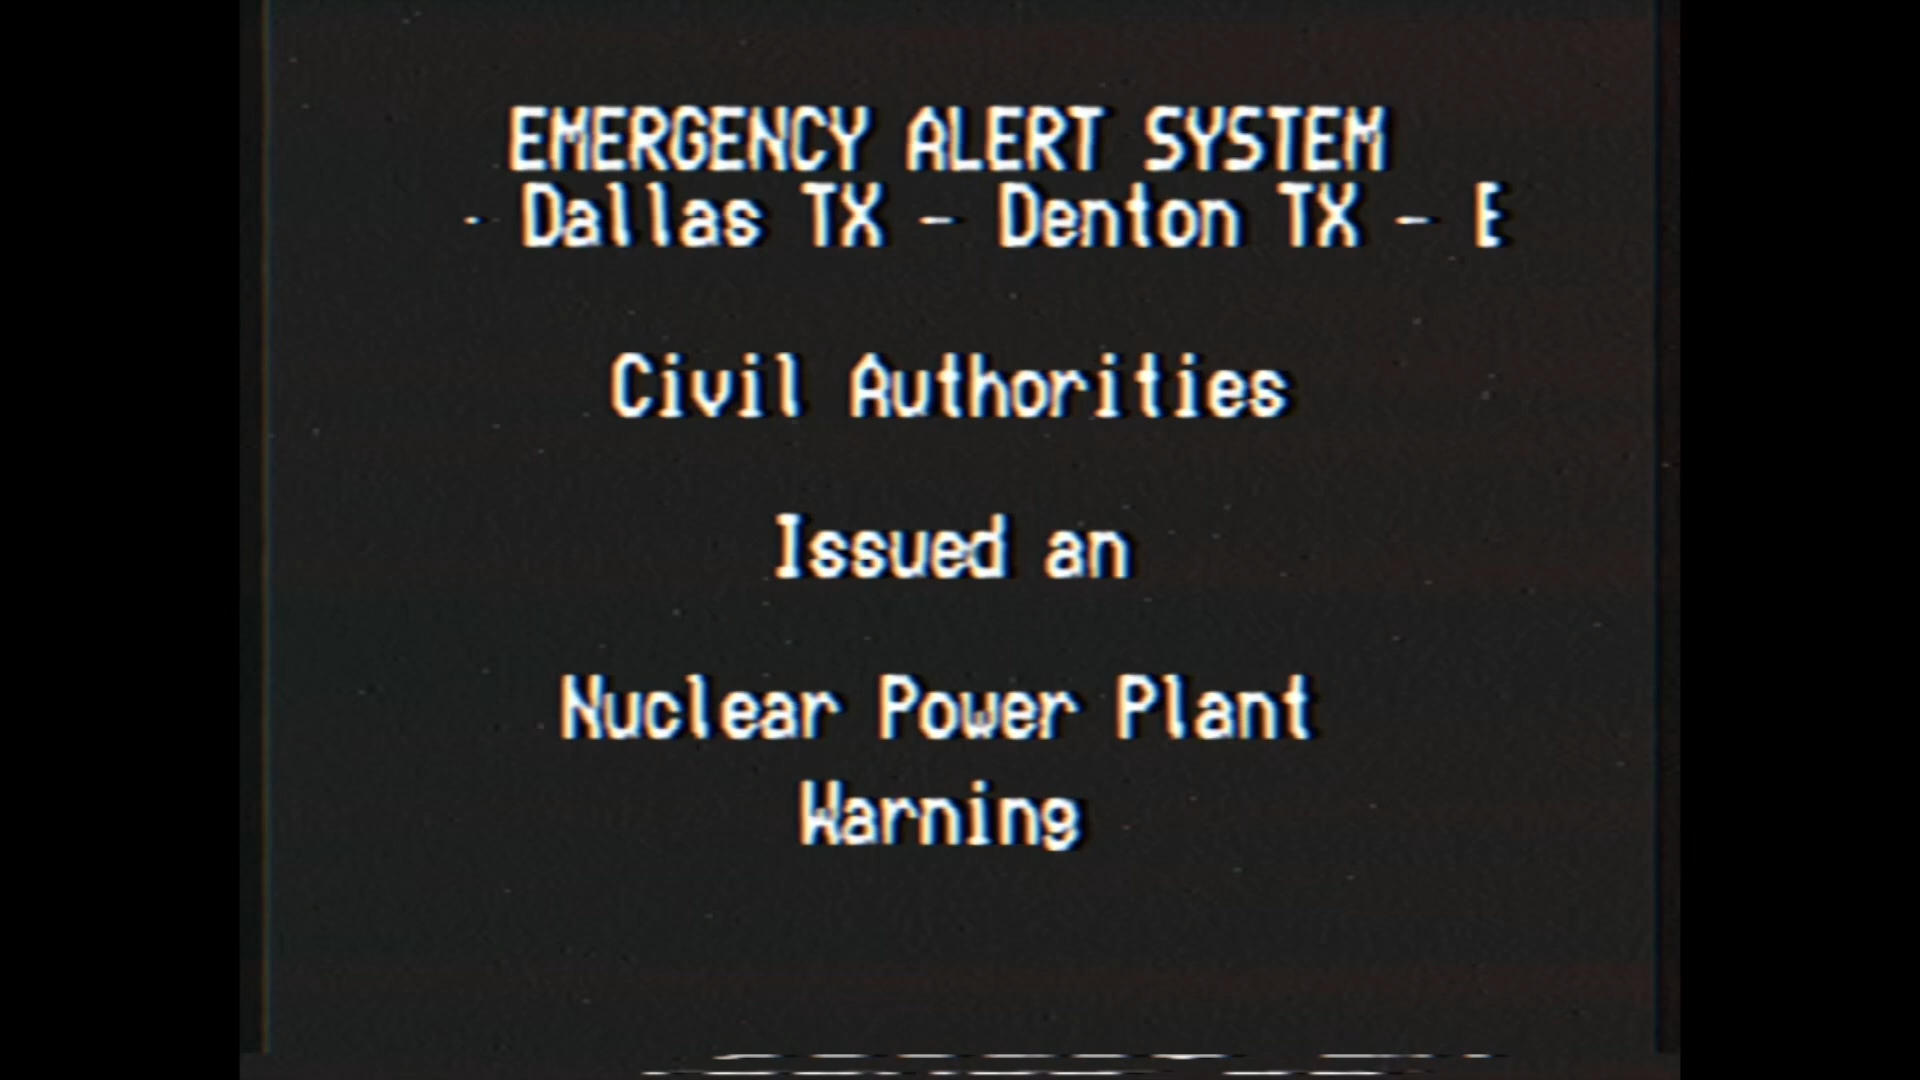 EMERGENCY ALERT SYSTEM
- Dallas TX - Denton TX - E
Civil Authorities
Issued an
Nuclear Power Plant
Warning